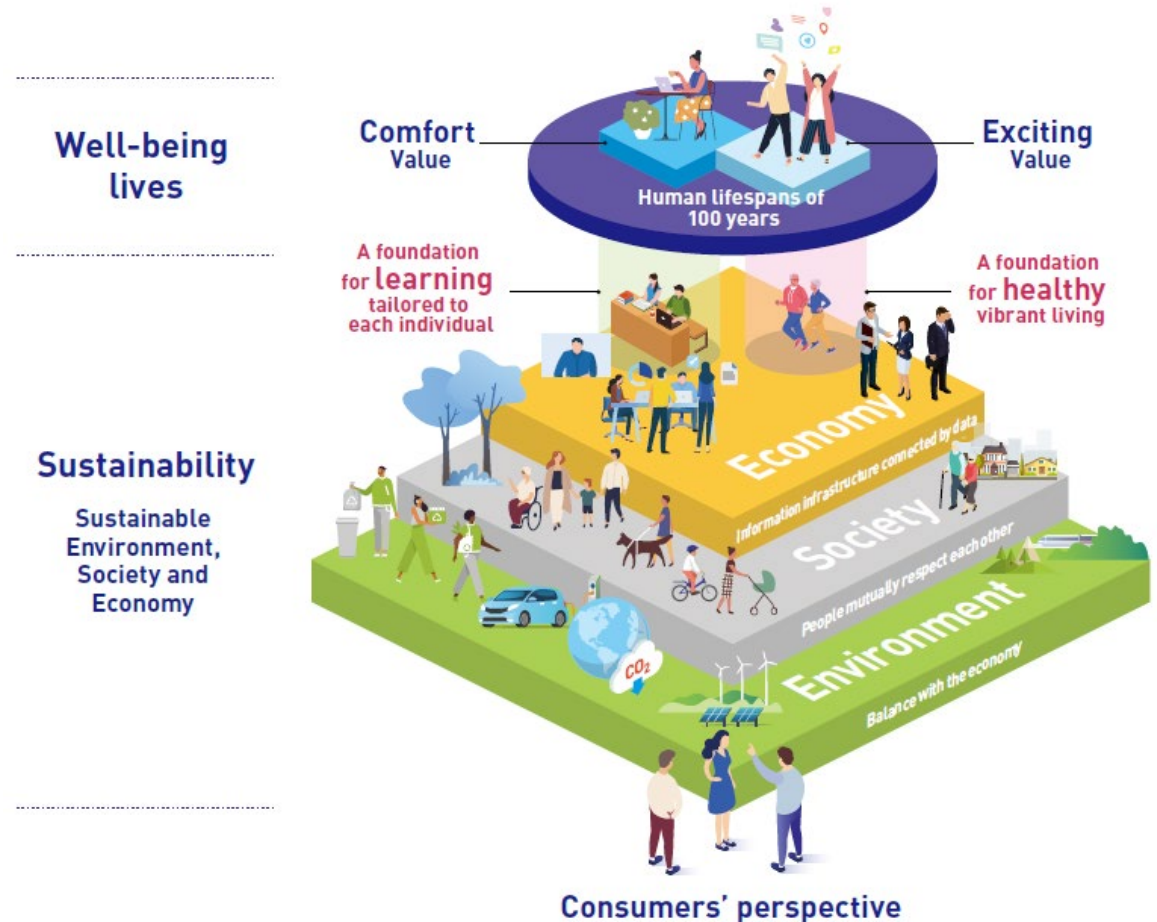 Well-being
lives
Comfort
Value
Exciting
Value
Human lifespans of
100 years
A foundation
for learning
tailored to
each individual
A foundation
for healthy
vibrant living
Sustainability
Sustainable
Environment,
Society and
Economy
Economy
Information infrastructure connected by data
Society
People mutually respect each other
Environment
Balance with the economy
CO₂
Consumers' perspective